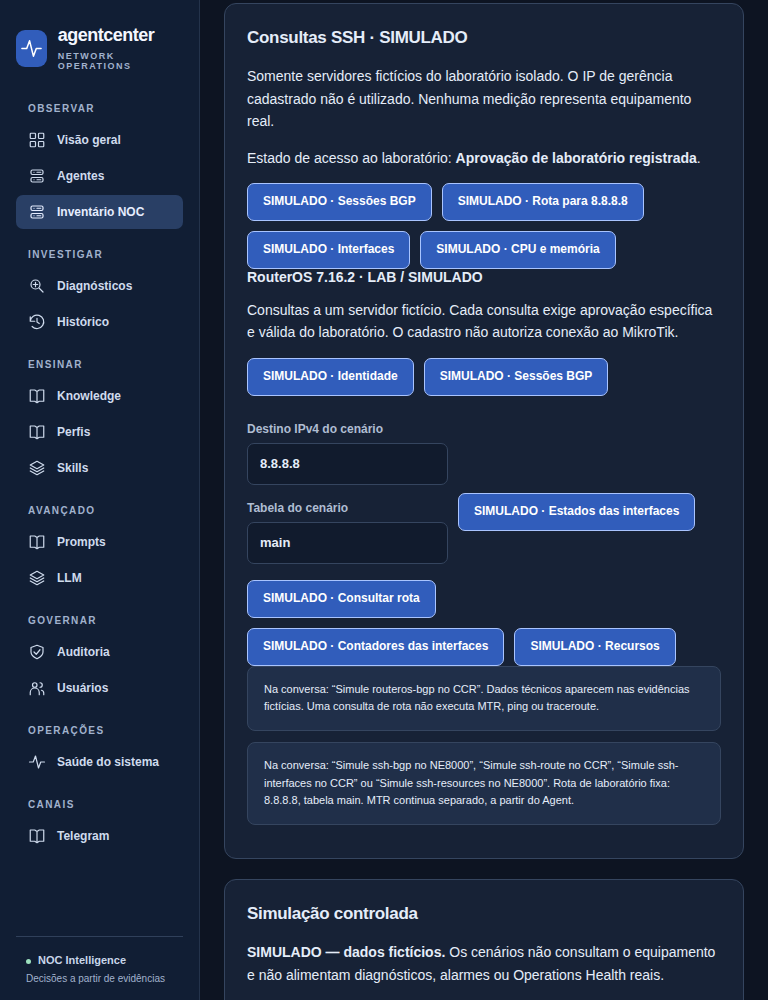 agentcenter
NETWORK
OPERATIONS
OBSERVAR
Visão geral
Agentes
Inventário NOC
INVESTIGAR
Diagnósticos
Histórico
ENSINAR
Knowledge
Perfis
Skills
AVANÇADO
Prompts
LLM
GOVERNAR
Auditoria
Usuários
OPERAÇÕES
Saúde do sistema
CANAIS
Telegram
NOC Intelligence
Decisões a partir de evidências
Consultas SSH · SIMULADO
Somente servidores fictícios do laboratório isolado. O IP de gerência
cadastrado não é utilizado. Nenhuma medição representa equipamento
real.
Estado de acesso ao laboratório: Aprovação de laboratório registrada.
SIMULADO · Sessões BGP
SIMULADO · Rota para 8.8.8.8
SIMULADO · Interfaces
SIMULADO · CPU e memória
RouterOS 7.16.2 · LAB / SIMULADO
Consultas a um servidor fictício. Cada consulta exige aprovação específica
e válida do laboratório. O cadastro não autoriza conexão ao MikroTik.
SIMULADO · Identidade
SIMULADO · Sessões BGP
Destino IPv4 do cenário
8.8.8.8
Tabela do cenário
main
SIMULADO · Estados das interfaces
SIMULADO · Consultar rota
SIMULADO · Contadores das interfaces
SIMULADO · Recursos
Na conversa: “Simule routeros-bgp no CCR”. Dados técnicos aparecem nas evidências
fictícias. Uma consulta de rota não executa MTR, ping ou traceroute.
Na conversa: “Simule ssh-bgp no NE8000”, “Simule ssh-route no CCR”, “Simule ssh-
interfaces no CCR” ou “Simule ssh-resources no NE8000”. Rota de laboratório fixa:
8.8.8.8, tabela main. MTR continua separado, a partir do Agent.
Simulação controlada
SIMULADO — dados fictícios. Os cenários não consultam o equipamento
e não alimentam diagnósticos, alarmes ou Operations Health reais.